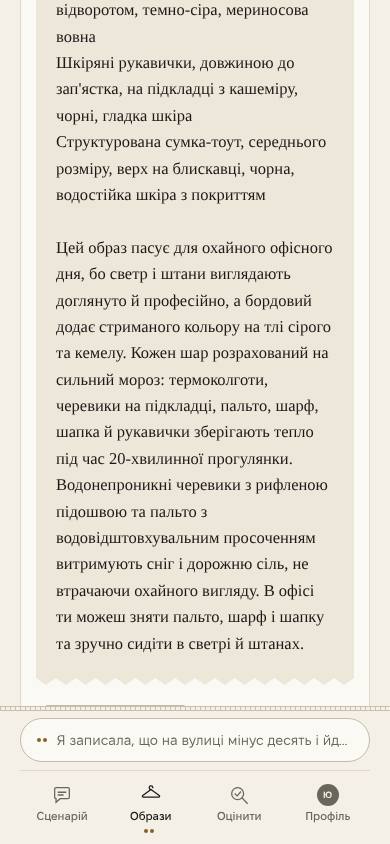 відворотом, темно-сіра, мериносова
вовна
Шкіряні рукавички, довжиною до
зап'ястка, на підкладці з кашеміру,
чорні, гладка шкіра
Структурована сумка-тоут, середнього
розміру, верх на блискавці, чорна,
водостійка шкіра з покриттям
Цей образ пасує для охайного офісного
дня, бо светр і штани виглядають
доглянуто й професійно, а бордовий
додає стриманого кольору на тлі сірого
та кемелу. Кожен шар розрахований на
сильний мороз: термоколготи,
черевики на підкладці, пальто, шарф,
шапка й рукавички зберігають тепло
під час 20-хвилинної прогулянки.
Водонепроникні черевики з рифленою
підошвою та пальто з
водовідштовхувальним просоченням
витримують сніг і дорожню сіль, не
втрачаючи охайного вигляду. В офісі
ти можеш зняти пальто, шарф і шапку
та зручно сидіти в светрі й штанах.
Я записала, що на вулиці мінус десять і йд...
Сценарій
Образи
Оцінити
Ю
Профіль